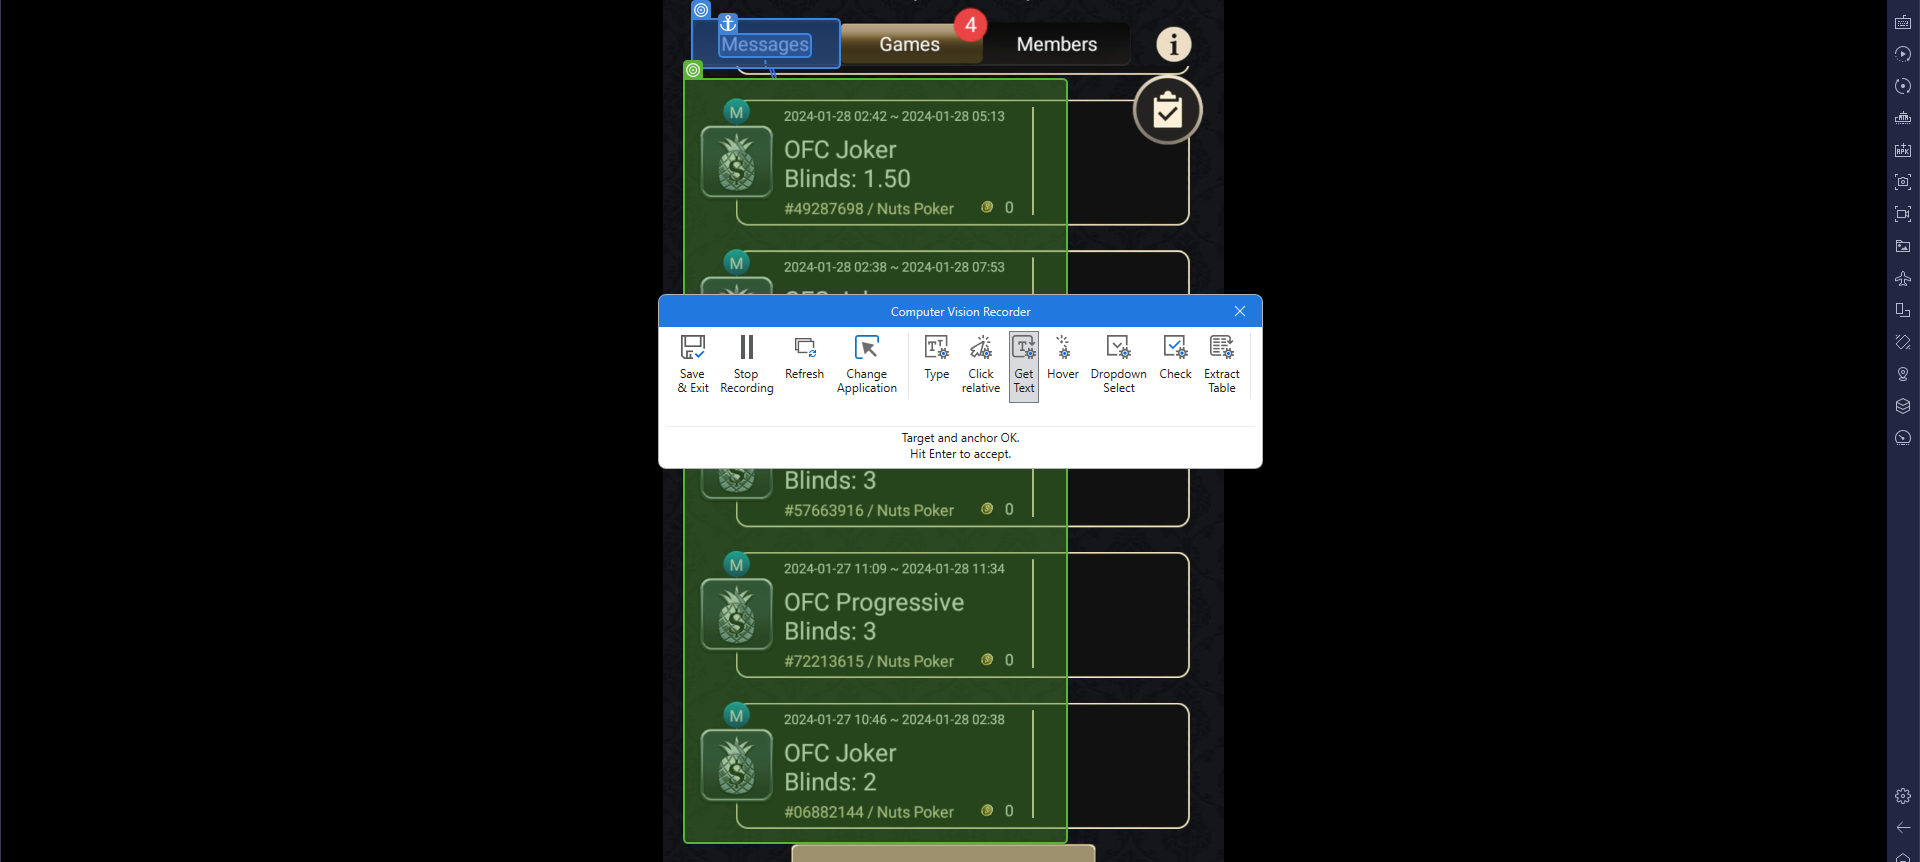 Messages
Games
4
Members
i
M
2024-01-28 02:42 ~ 2024-01-28 05:13
OFC Joker
Blinds: 1.50
#49287698 / Nuts Poker
0
M
2024-01-28 02:38 ~ 2024-01-28 07:53
Computer Vision Recorder
Save & Exit
Stop Recording
Refresh
Change Application
Type
Click relative
Get Text
Hover
Dropdown Select
Check
Extract Table
Target and anchor OK.
Hit Enter to accept.
Blinds: 3
#57663916 / Nuts Poker
0
M
2024-01-27 11:09 ~ 2024-01-28 11:34
OFC Progressive
Blinds: 3
#72213615 / Nuts Poker
0
M
2024-01-27 10:46 ~ 2024-01-28 02:38
OFC Joker
Blinds: 2
#06882144 / Nuts Poker
0
APK